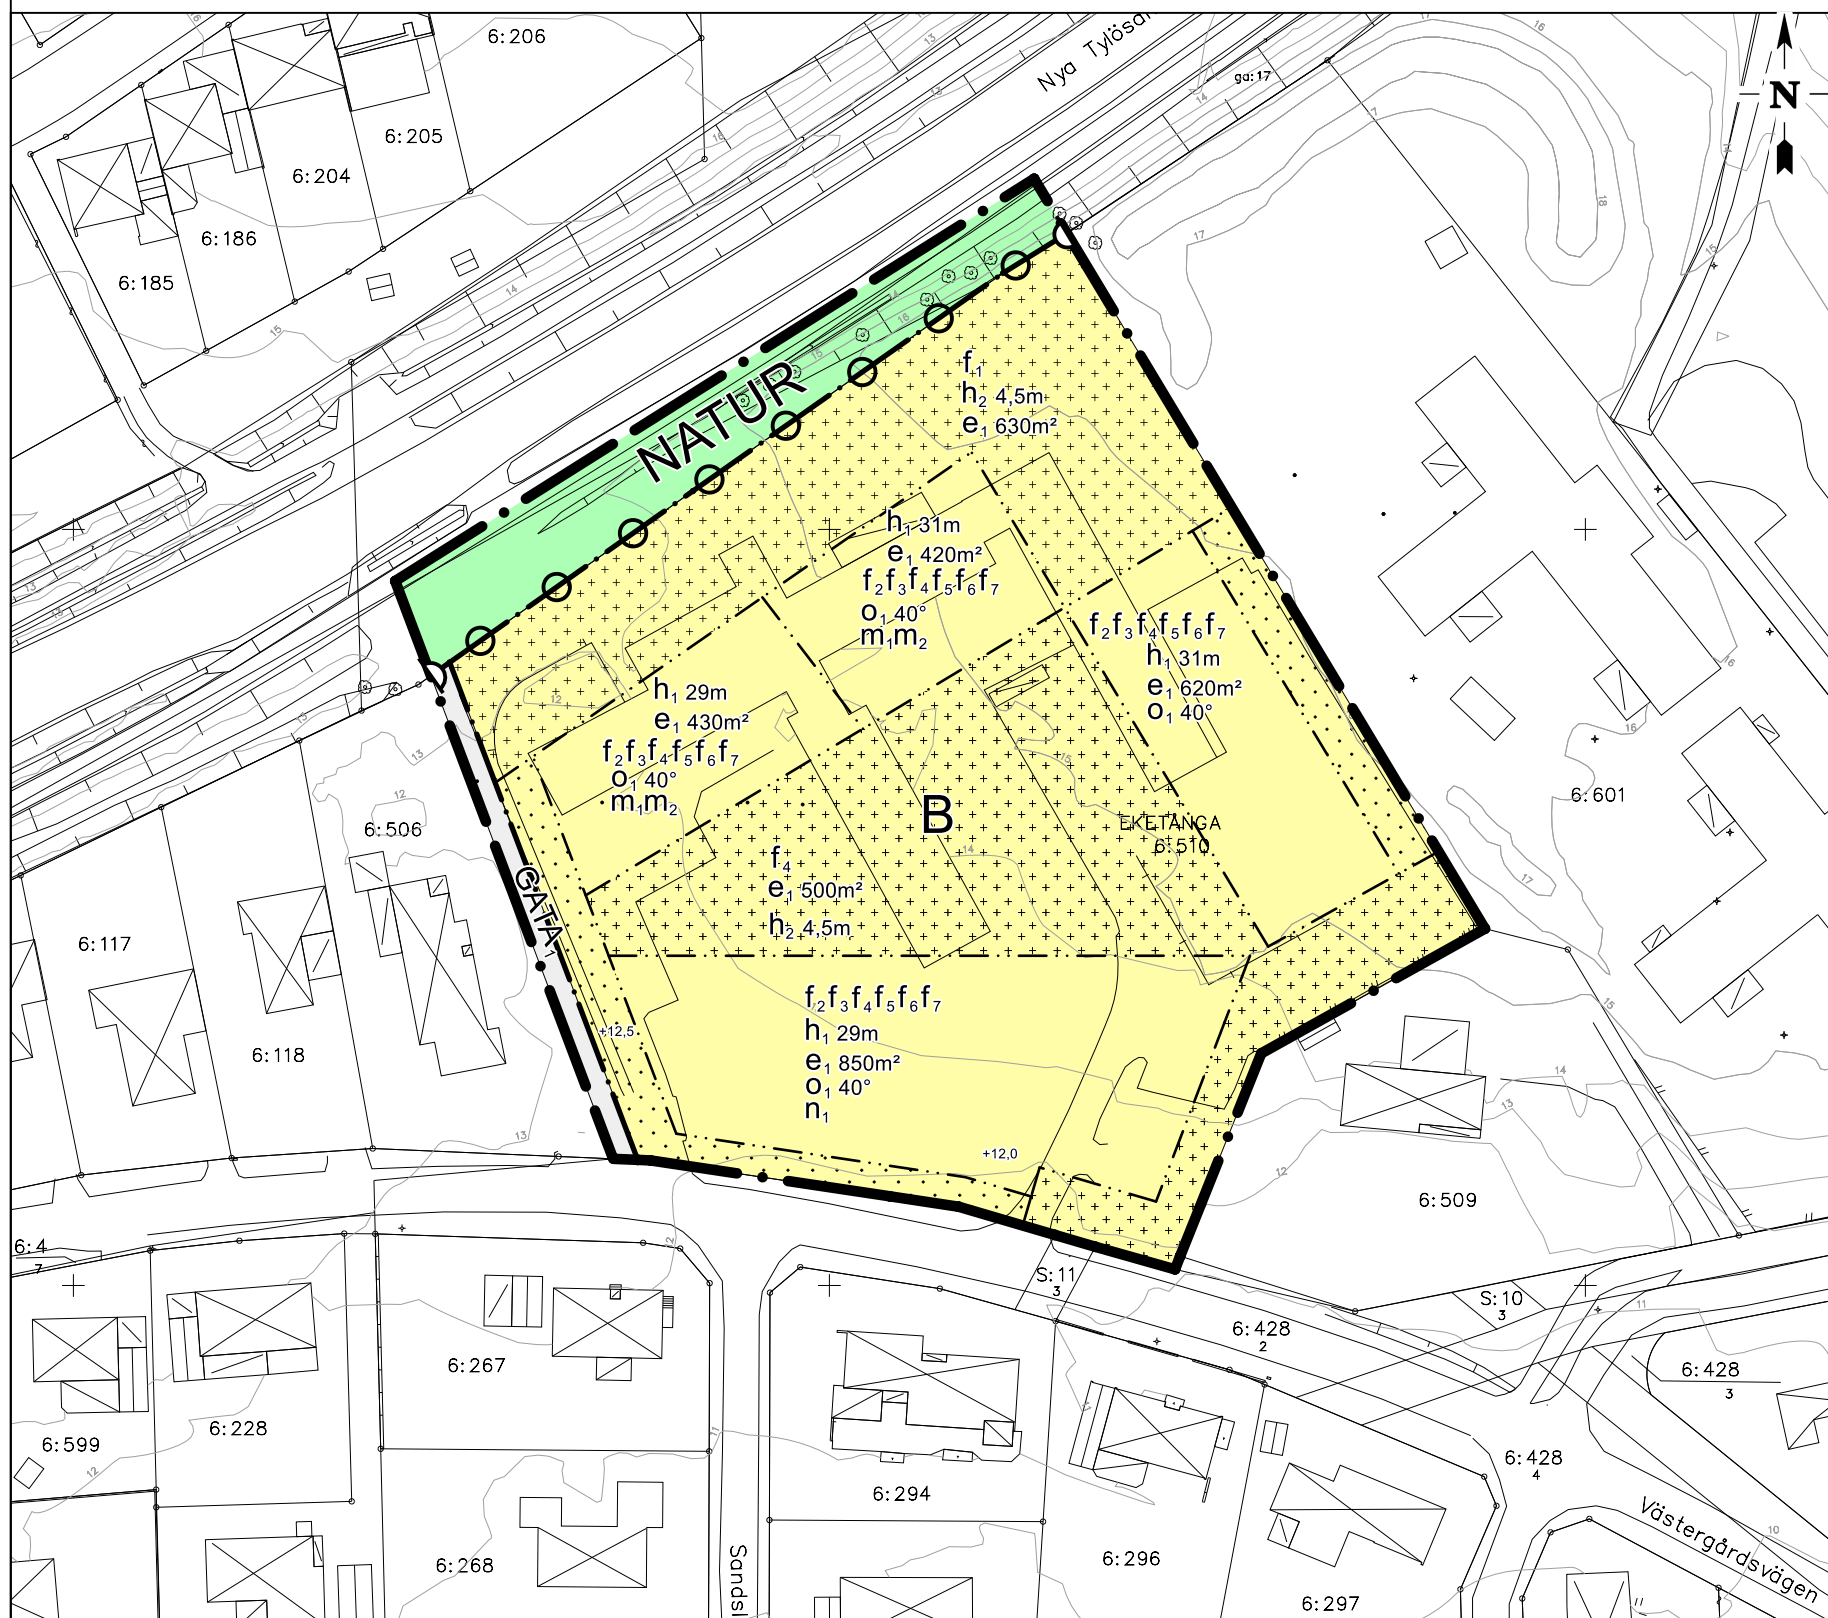 6:206
Nya Tylösan
ga:17
N
6:205
6:204
6:186
6:185
NATUR
f₁
h₂ 4,5m
e₁ 630m²
h₁ 31m
e₁ 420m²
f₂f₃f₄f₅f₆f₇
o₁ 40°
m₁m₂
f₂f₃f₄f₅f₆f₇
h₁ 31m
e₁ 620m²
o₁ 40°
h₁ 29m
e₁ 430m²
f₂f₃f₄f₅f₆f₇
o₁ 40°
m₁m₂
B
EKETÅNGA
6:510
6:601
6:506
f₄
e₁ 500m²
h₂ 4,5m
GATA₁
6:117
6:118
+12,5
f₂f₃f₄f₅f₆f₇
h₁ 29m
e₁ 850m²
o₁ 40°
n₁
+12,0
6:509
6:4
7
S:11
3
S:10
3
6:428
2
6:428
3
6:267
6:228
6:599
6:294
6:428
4
6:268
Sandsl
6:296
6:297
Västergårdsvägen